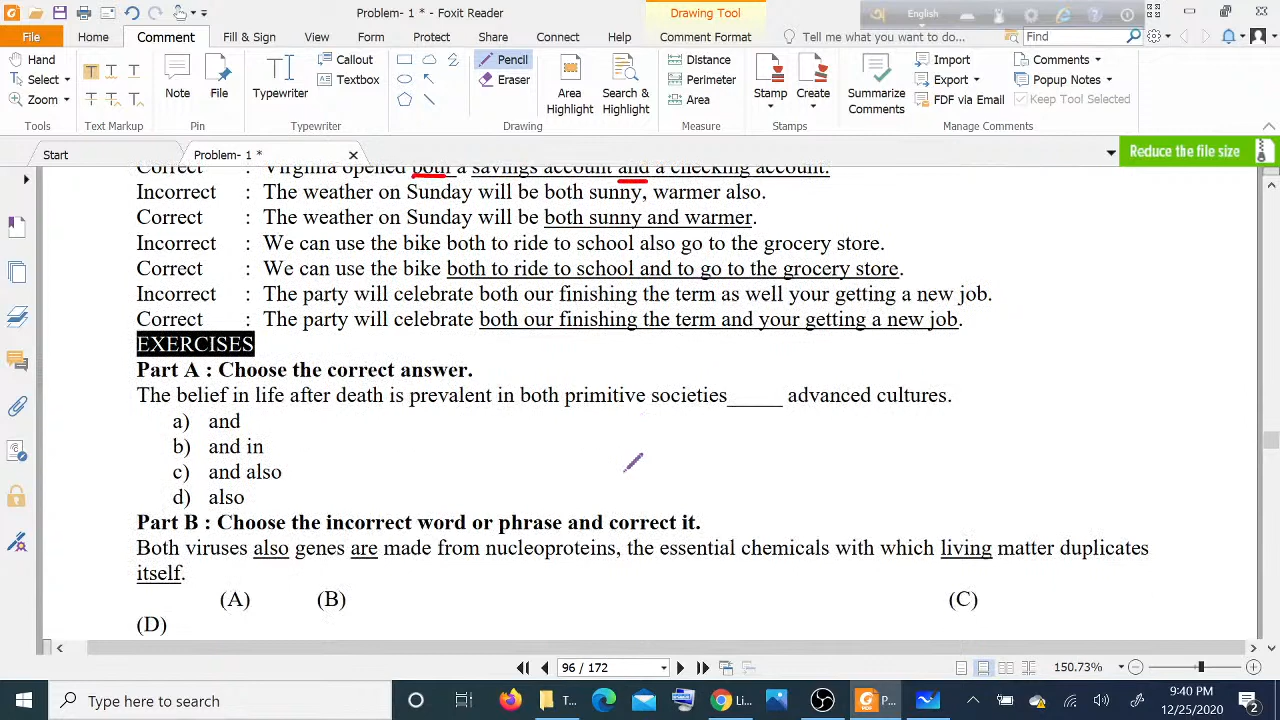 Problem- 1 * - Foxit Reader
Drawing Tool
English
File Home Comment Fill & Sign View Form Protect Share Connect Help Comment Format Tell me what you want to do... Find
Hand Select Zoom
Tools
Text Markup
Note File
Pin
Typewriter Callout Textbox
Typewriter
Pencil Eraser Area Highlight Search & Highlight
Drawing
Distance Perimeter Area
Measure
Stamp Create
Stamps
Summarize Comments Import Export FDF via Email Comments Popup Notes Keep Tool Selected
Manage Comments
Start Problem- 1 * Reduce the file size
Correct : Virginia opened both a savings account and a checking account.
Incorrect : The weather on Sunday will be both sunny, warmer also.
Correct : The weather on Sunday will be both sunny and warmer.
Incorrect : We can use the bike both to ride to school also go to the grocery store.
Correct : We can use the bike both to ride to school and to go to the grocery store.
Incorrect : The party will celebrate both our finishing the term as well your getting a new job.
Correct : The party will celebrate both our finishing the term and your getting a new job.
EXERCISES
Part A : Choose the correct answer.
The belief in life after death is prevalent in both primitive societies_____ advanced cultures.
a) and
b) and in
c) and also
d) also
Part B : Choose the incorrect word or phrase and correct it.
Both viruses also genes are made from nucleoproteins, the essential chemicals with which living matter duplicates
itself.
(A) (B) (C)
(D)
96 / 172 150.73%
Type here to search T... Li... P... 9:40 PM
12/25/2020 2